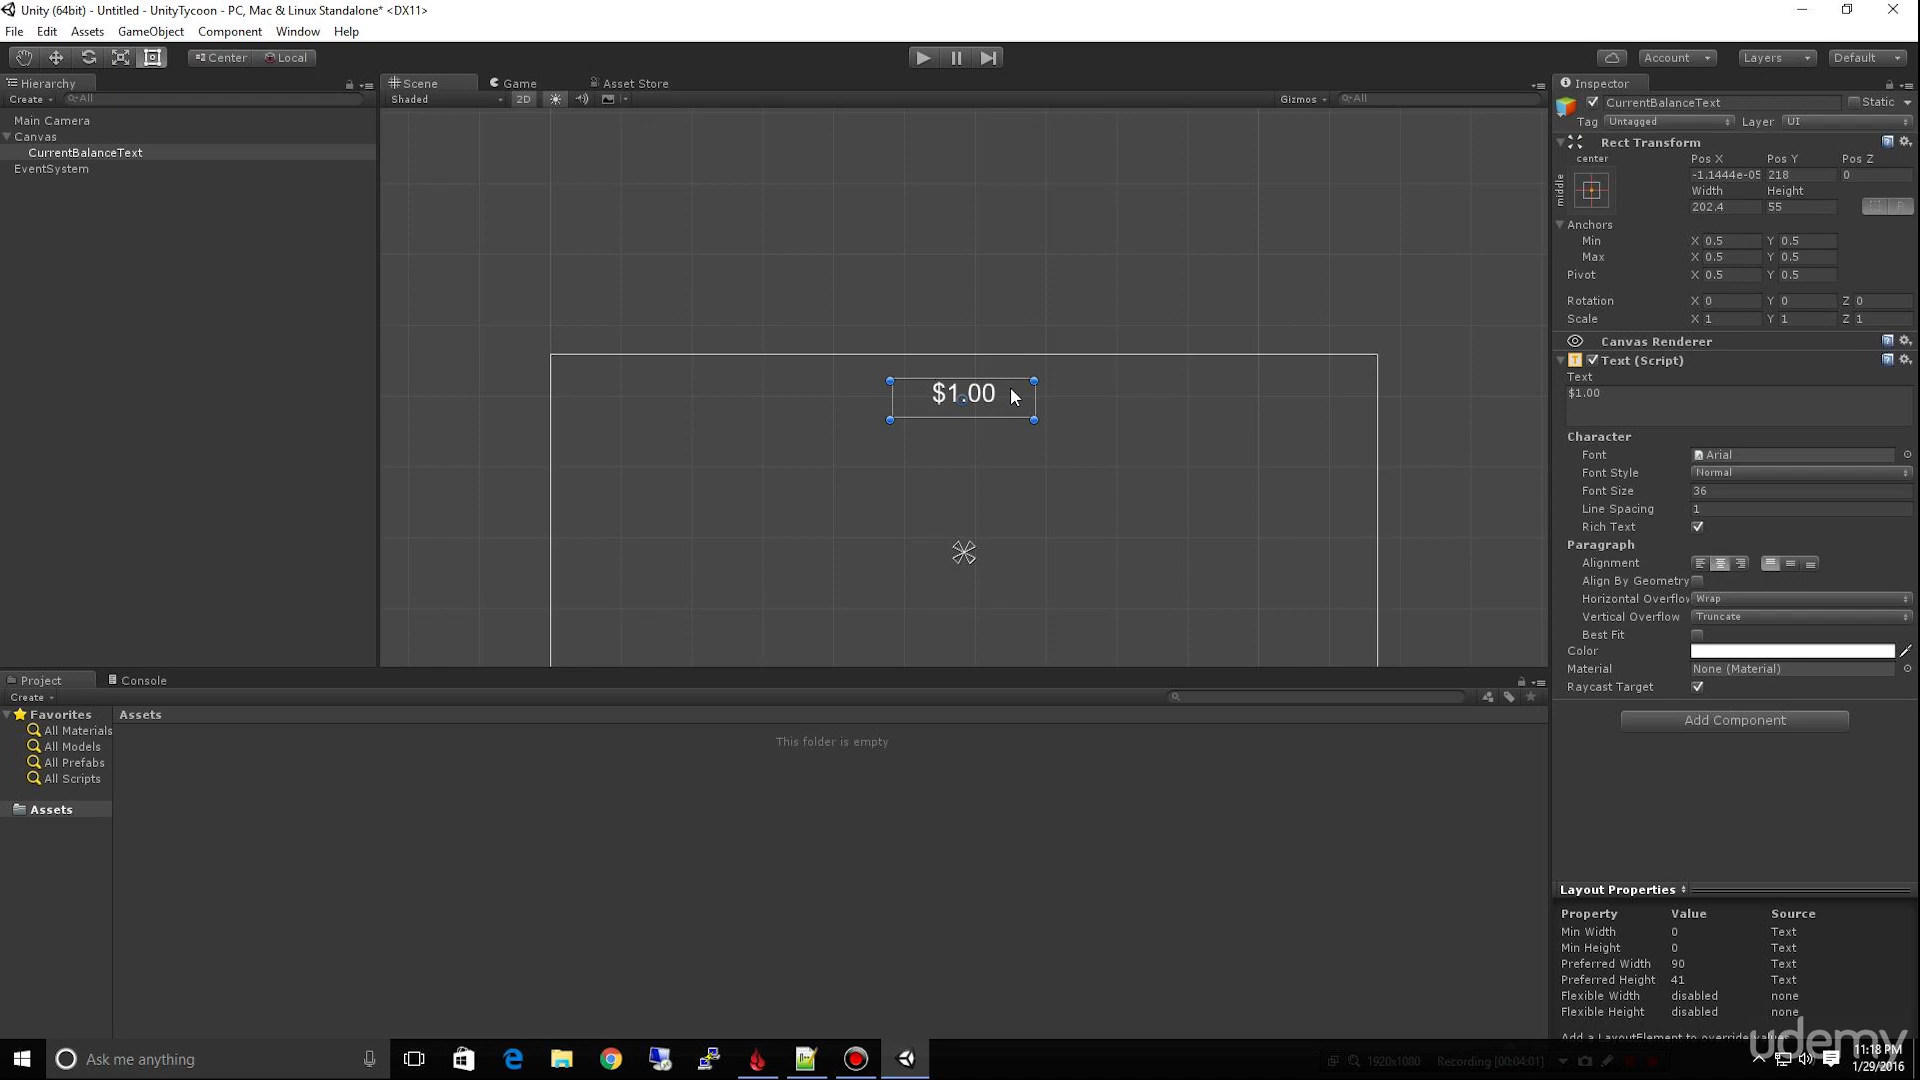 Unity (64bit) - Untitled - UnityTycoon - PC, Mac & Linux Standalone* <DX11>
File Edit Assets GameObject Component Window Help
Center Local
Account Layers Default
Hierarchy
Create All
Main Camera
Canvas
CurrentBalanceText
EventSystem
Scene Game Asset Store
Shaded 2D Gizmos All
$1.00
Inspector
CurrentBalanceText Static
Tag Untagged Layer UI
Rect Transform
center Pos X Pos Y Pos Z
middle
-1.1444e-05 218 0
Width Height
202.4 55
R
Anchors
Min X 0.5 Y 0.5
Max X 0.5 Y 0.5
Pivot X 0.5 Y 0.5
Rotation X 0 Y 0 Z 0
Scale X 1 Y 1 Z 1
Canvas Renderer
Text (Script)
Text
$1.00
Character
Font Arial
Font Style Normal
Font Size 36
Line Spacing 1
Rich Text
Paragraph
Alignment
Align By Geometry
Horizontal Overflow Wrap
Vertical Overflow Truncate
Best Fit
Color
Material None (Material)
Raycast Target
Add Component
Layout Properties
Property Value Source
Min Width 0 Text
Min Height 0 Text
Preferred Width 90 Text
Preferred Height 41 Text
Flexible Width disabled none
Flexible Height disabled none
Add a LayoutElement to override values
Project Console
Create
Favorites
All Materials
All Models
All Prefabs
All Scripts
Assets
Assets
This folder is empty
Ask me anything
1920x1080 Recording [00:04:01]
udemy
11:18 PM
1/29/2016